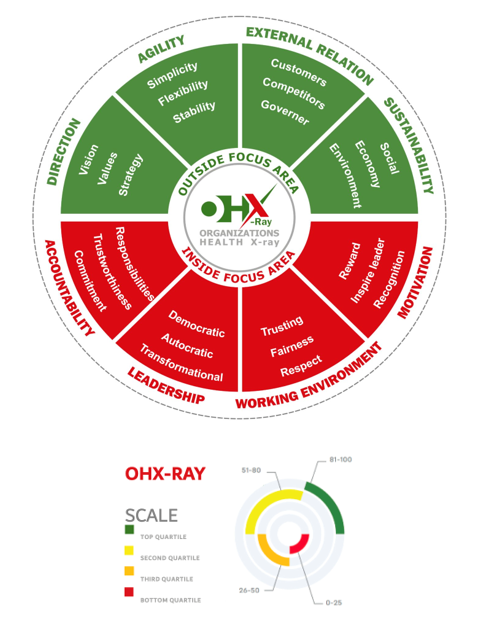 AGILITY
EXTERNAL RELATION
DIRECTION
SUSTAINABILITY
Simplicity
Flexibility
Stability
Customers
Competitors
Governer
Vision
Values
Strategy
Social
Economy
Environment
OUTSIDE FOCUS AREA
OHX
-Ray
ORGANIZATIONS
HEALTH X-ray
INSIDE FOCUS AREA
Responsibilities
Trustworthiness
Commitment
ACCOUNTABILITY
Reward
Inspire leader
Recognition
MOTIVATION
Democratic
Autocratic
Transformational
LEADERSHIP
Trusting
Fairness
Respect
WORKING ENVIRONMENT
OHX-RAY
SCALE
TOP QUARTILE
SECOND QUARTILE
THIRD QUARTILE
BOTTOM QUARTILE
81-100
51-80
26-50
0-25